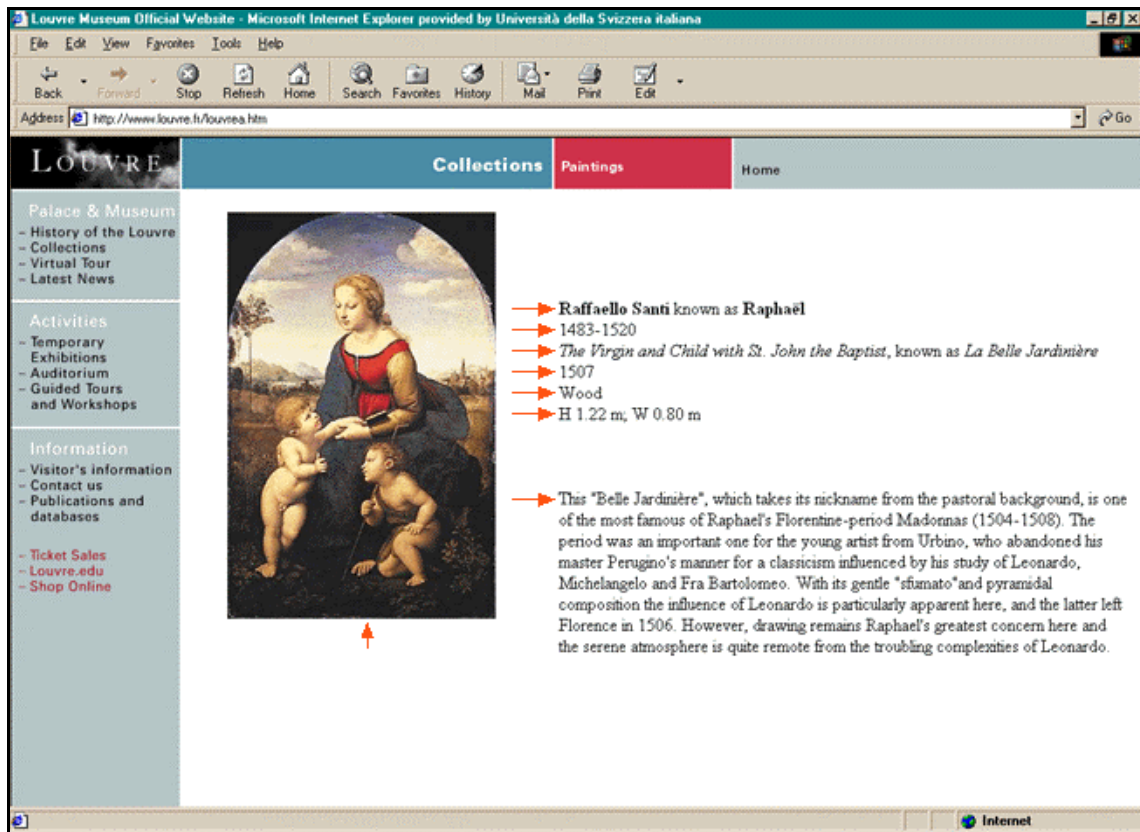 Louvre Museum Official Website - Microsoft Internet Explorer provided by Università della Svizzera italiana
File Edit View Favorites Tools Help
Back Forward Stop Refresh Home Search Favorites History Mail Print Edit
Address http://www.louvre.fr/louvrea.htm Go
LOUVRE Collections Paintings Home
Palace & Museum
- History of the Louvre
- Collections
- Virtual Tour
- Latest News
Activities
- Temporary
Exhibitions
- Auditorium
- Guided Tours
and Workshops
Information
- Visitor's information
- Contact us
- Publications and
databases
- Ticket Sales
- Louvre.edu
- Shop Online
Raffaello Santi known as Raphaël
1483-1520
The Virgin and Child with St. John the Baptist, known as La Belle Jardinière
1507
Wood
H 1.22 m; W 0.80 m
This "Belle Jardinière", which takes its nickname from the pastoral background, is one
of the most famous of Raphael's Florentine-period Madonnas (1504-1508). The
period was an important one for the young artist from Urbino, who abandoned his
master Perugino's manner for a classicism influenced by his study of Leonardo,
Michelangelo and Fra Bartolomeo. With its gentle "sfumato"and pyramidal
composition the influence of Leonardo is particularly apparent here, and the latter left
Florence in 1506. However, drawing remains Raphael's greatest concern here and
the serene atmosphere is quite remote from the troubling complexities of Leonardo.
Internet